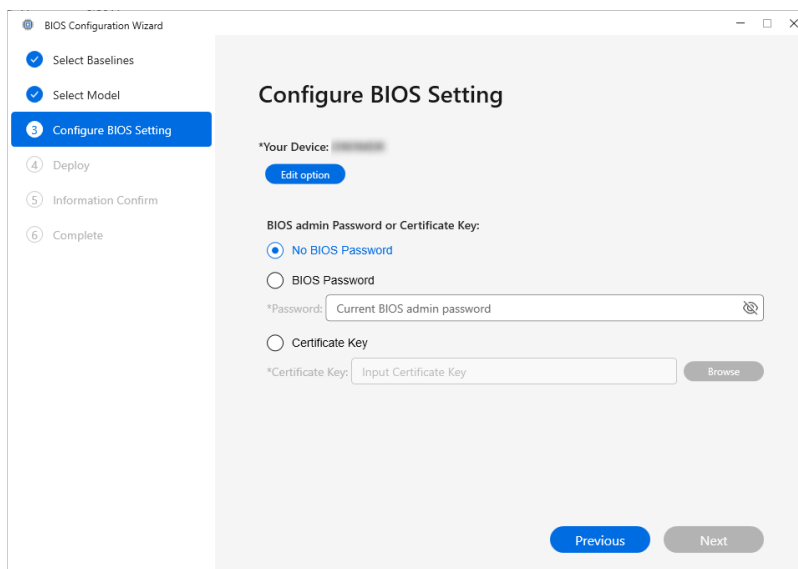 BIOS Configuration Wizard
Select Baselines
Select Model
3 Configure BIOS Setting
4 Deploy
5 Information Confirm
6 Complete
Configure BIOS Setting
*Your Device:
Edit option
BIOS admin Password or Certificate Key:
No BIOS Password
BIOS Password
*Password: Current BIOS admin password
Certificate Key
*Certificate Key: Input Certificate Key Browse
Previous Next